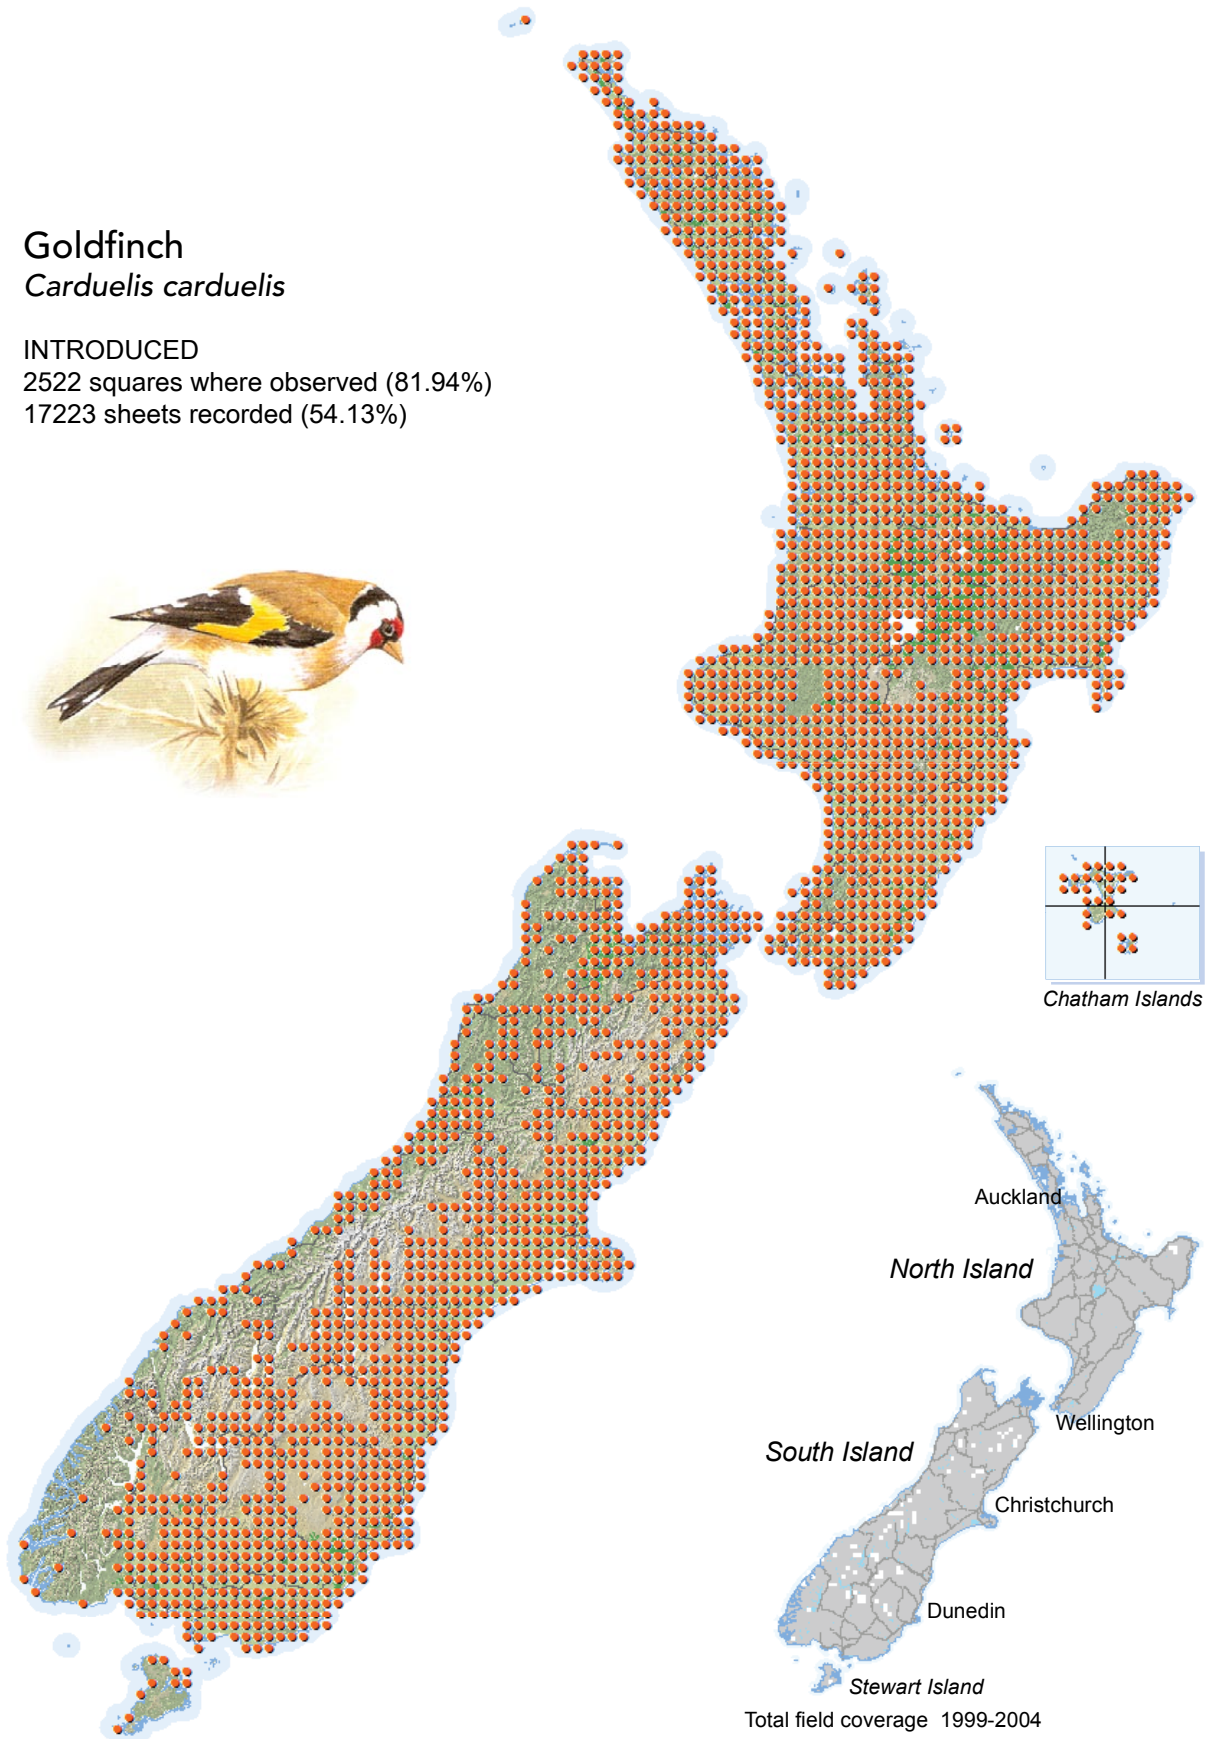 Goldfinch
Carduelis carduelis
INTRODUCED
2522 squares where observed (81.94%)
17223 sheets recorded (54.13%)
Chatham Islands
Auckland
North Island
Wellington
South Island
Christchurch
Dunedin
Stewart Island
Total field coverage 1999-2004